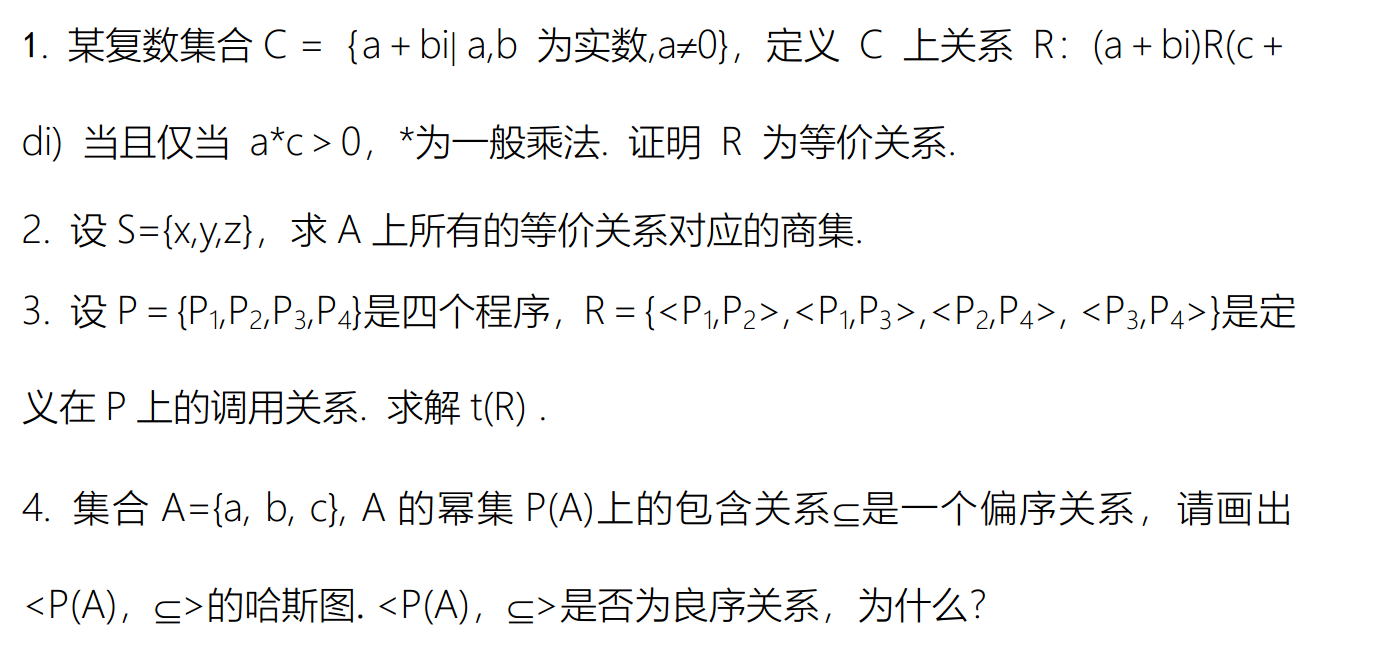 1. 某复数集合 C = {a + bi| a,b 为实数,a≠0}，定义 C 上关系 R：(a + bi)R(c +
di) 当且仅当 a*c > 0，*为一般乘法. 证明 R 为等价关系.
2. 设 S={x,y,z}，求 A 上所有的等价关系对应的商集.
3. 设 P = {P₁,P₂,P₃,P₄}是四个程序，R = {<P₁,P₂>,<P₁,P₃>,<P₂,P₄>, <P₃,P₄>}是定
义在 P 上的调用关系. 求解 t(R) .
4. 集合 A={a, b, c}, A 的幂集 P(A)上的包含关系⊆是一个偏序关系，请画出
<P(A)，⊆>的哈斯图. <P(A)，⊆>是否为良序关系，为什么？